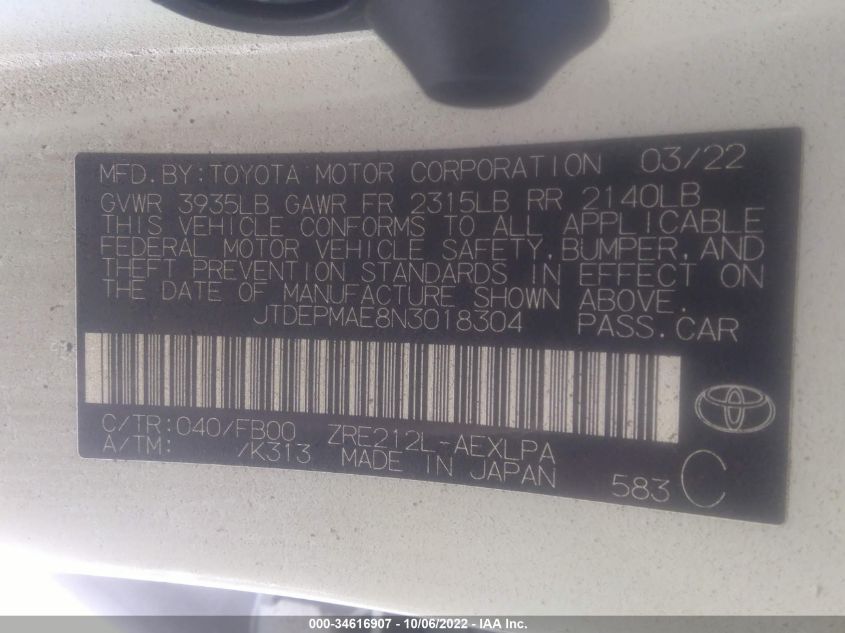 MFD. BY: TOYOTA MOTOR CORPORATION 03/22
GVWR 3935LB GAWR FR 2315LB RR 2140LB
THIS VEHICLE CONFORMS TO ALL APPLICABLE
FEDERAL MOTOR VEHICLE SAFETY, BUMPER, AND
THEFT PREVENTION STANDARDS IN EFFECT ON
THE DATE OF MANUFACTURE SHOWN ABOVE.
JTDEPMAE8N3018304 PASS. CAR
C/TR: 040/FB00 ZRE212L-AEXLPA
A/TM: /K313 MADE IN JAPAN
583 C
000-34616907 - 10/06/2022 - IAA Inc.